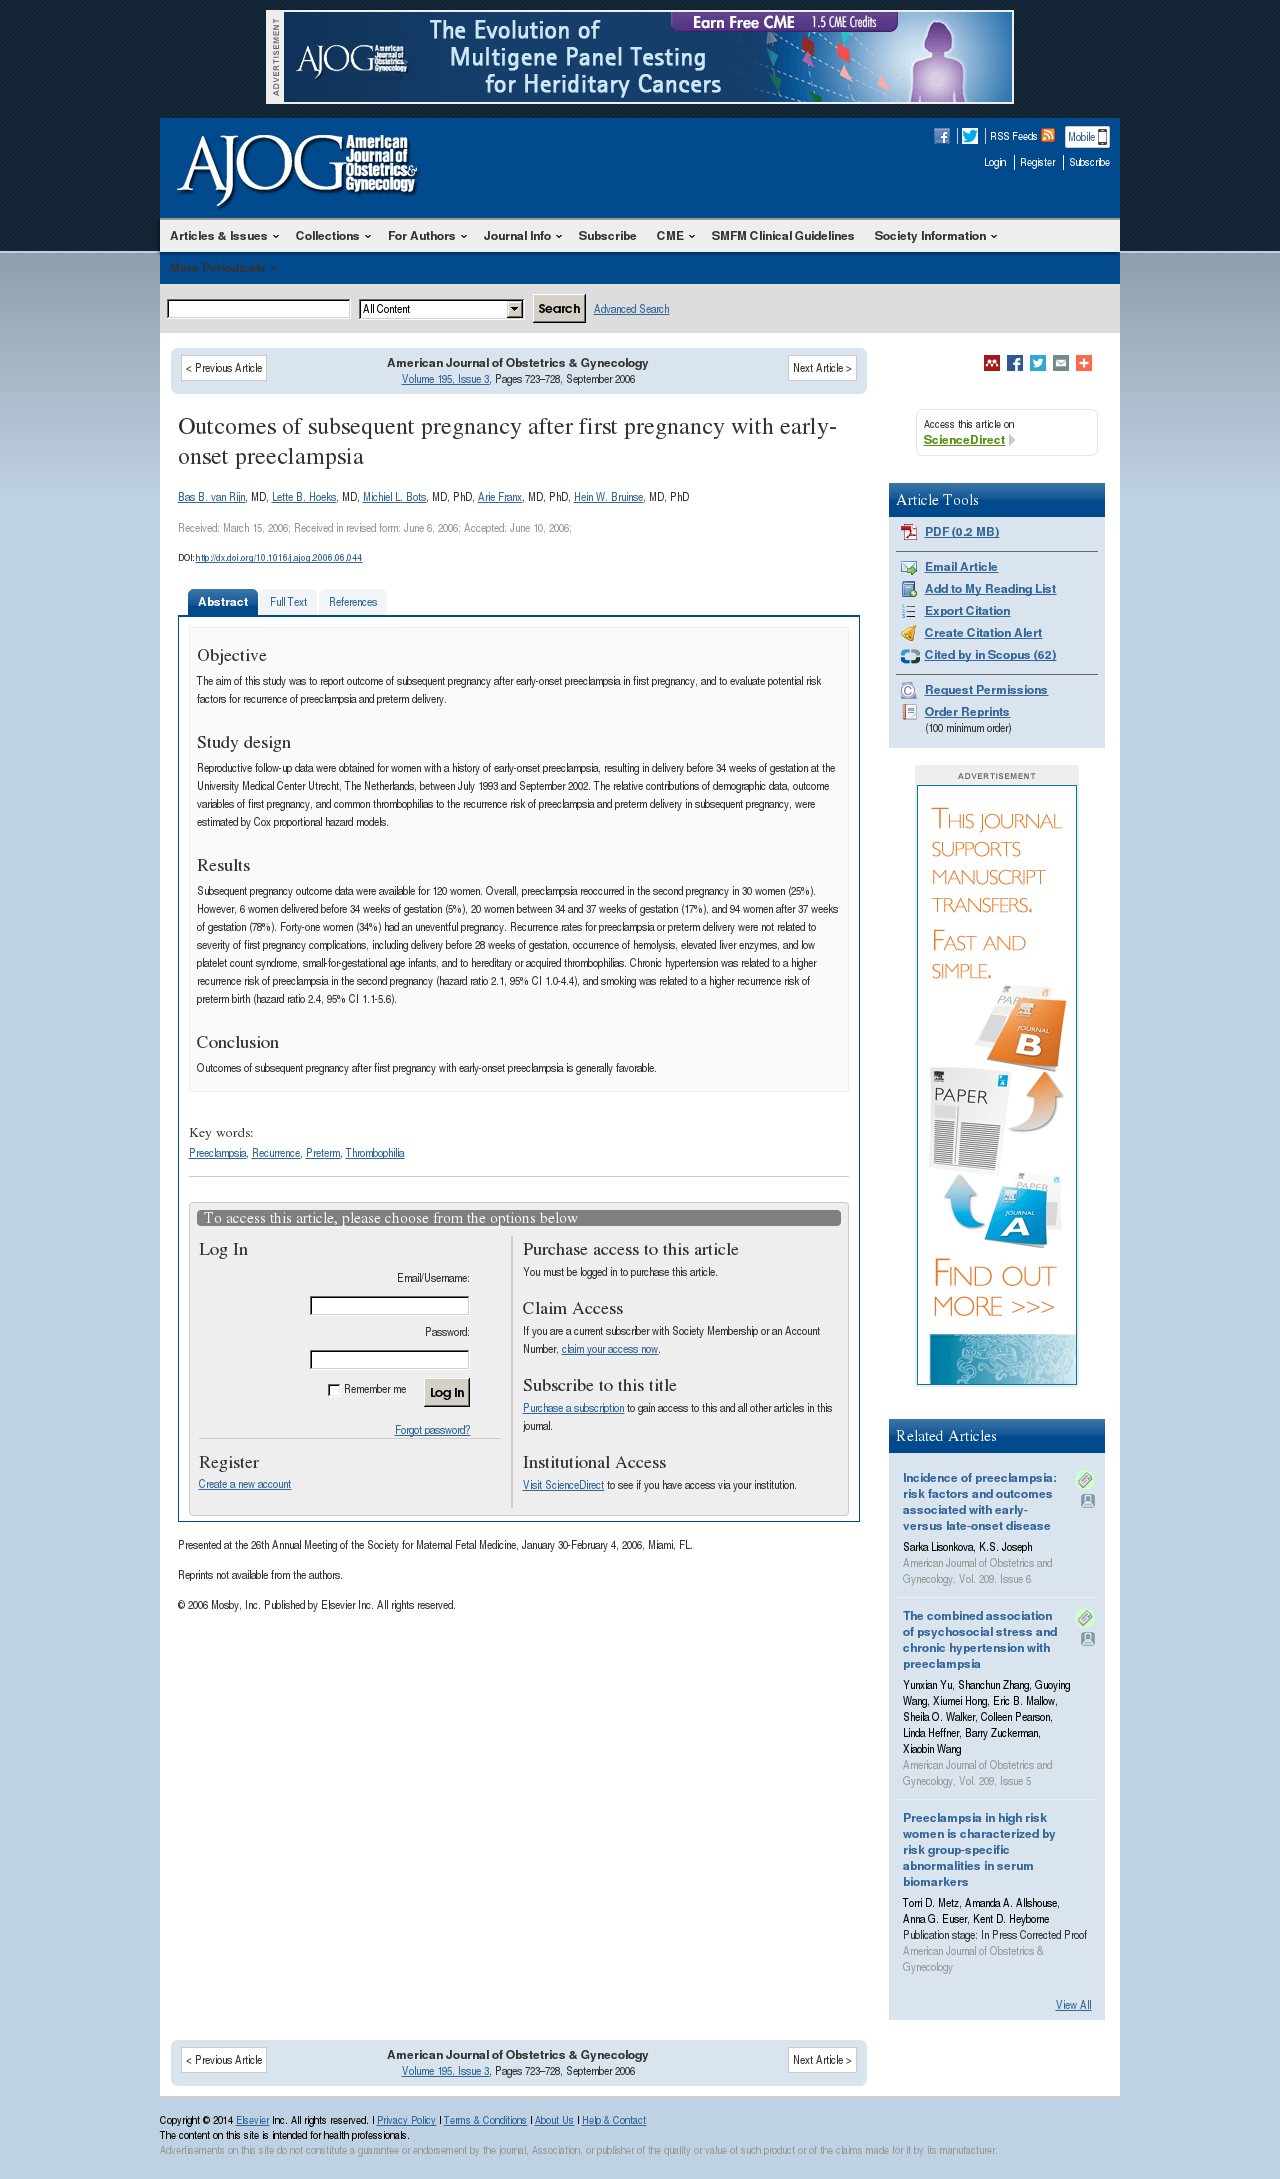 ADVERTISEMENT
AJOG American Journal of Obstetrics & Gynecology
The Evolution of
Multigene Panel Testing
for Hereditary Cancers
Earn Free CME 1.5 CME Credits
AJOG American Journal of Obstetrics & Gynecology
RSS Feeds Mobile
Login Register Subscribe
Articles & Issues Collections For Authors Journal Info Subscribe CME SMFM Clinical Guidelines Society Information
More Periodicals
All Content Search Advanced Search
< Previous Article
American Journal of Obstetrics & Gynecology
Volume 195, Issue 3, Pages 723–728, September 2006
Next Article >
Outcomes of subsequent pregnancy after first pregnancy with early-
onset preeclampsia
Bas B. van Rijn, MD, Lette B. Hoeks, MD, Michiel L. Bots, MD, PhD, Arie Franx, MD, PhD, Hein W. Bruinse, MD, PhD
Received: March 15, 2006; Received in revised form: June 6, 2006; Accepted: June 10, 2006;
DOI: http://dx.doi.org/10.1016/j.ajog.2006.06.044
Abstract Full Text References
Objective
The aim of this study was to report outcome of subsequent pregnancy after early-onset preeclampsia in first pregnancy, and to evaluate potential risk
factors for recurrence of preeclampsia and preterm delivery.
Study design
Reproductive follow-up data were obtained for women with a history of early-onset preeclampsia, resulting in delivery before 34 weeks of gestation at the
University Medical Center Utrecht, The Netherlands, between July 1993 and September 2002. The relative contributions of demographic data, outcome
variables of first pregnancy, and common thrombophilias to the recurrence risk of preeclampsia and preterm delivery in subsequent pregnancy, were
estimated by Cox proportional hazard models.
Results
Subsequent pregnancy outcome data were available for 120 women. Overall, preeclampsia reoccurred in the second pregnancy in 30 women (25%).
However, 6 women delivered before 34 weeks of gestation (5%), 20 women between 34 and 37 weeks of gestation (17%), and 94 women after 37 weeks
of gestation (78%). Forty-one women (34%) had an uneventful pregnancy. Recurrence rates for preeclampsia or preterm delivery were not related to
severity of first pregnancy complications, including delivery before 28 weeks of gestation, occurrence of hemolysis, elevated liver enzymes, and low
platelet count syndrome, small-for-gestational age infants, and to hereditary or acquired thrombophilias. Chronic hypertension was related to a higher
recurrence risk of preeclampsia in the second pregnancy (hazard ratio 2.1, 95% CI 1.0-4.4), and smoking was related to a higher recurrence risk of
preterm birth (hazard ratio 2.4, 95% CI 1.1-5.6).
Conclusion
Outcomes of subsequent pregnancy after first pregnancy with early-onset preeclampsia is generally favorable.
Key words:
Preeclampsia, Recurrence, Preterm, Thrombophilia
To access this article, please choose from the options below
Log In
Email/Username:
Password:
Remember me Log In
Forgot password?
Register
Create a new account
Purchase access to this article
You must be logged in to purchase this article.
Claim Access
If you are a current subscriber with Society Membership or an Account
Number, claim your access now.
Subscribe to this title
Purchase a subscription to gain access to this and all other articles in this
journal.
Institutional Access
Visit ScienceDirect to see if you have access via your institution.
Presented at the 26th Annual Meeting of the Society for Maternal Fetal Medicine, January 30-February 4, 2006, Miami, FL.
Reprints not available from the authors.
© 2006 Mosby, Inc. Published by Elsevier Inc. All rights reserved.
Access this article on
ScienceDirect
Article Tools
PDF (0.2 MB)
Email Article
Add to My Reading List
Export Citation
Create Citation Alert
Cited by in Scopus (62)
Request Permissions
Order Reprints
(100 minimum order)
ADVERTISEMENT
THIS JOURNAL
SUPPORTS
MANUSCRIPT
TRANSFERS.
FAST AND
SIMPLE.
PAPER
JOURNAL
B
PAPER
PAPER
JOURNAL
A
FIND OUT
MORE >>>
NON SOLUS
Related Articles
Incidence of preeclampsia:
risk factors and outcomes
associated with early-
versus late-onset disease
Sarka Lisonkova, K.S. Joseph
American Journal of Obstetrics and
Gynecology, Vol. 209, Issue 6
The combined association
of psychosocial stress and
chronic hypertension with
preeclampsia
Yunxian Yu, Shanchun Zhang, Guoying
Wang, Xiumei Hong, Eric B. Mallow,
Sheila O. Walker, Colleen Pearson,
Linda Heffner, Barry Zuckerman,
Xiaobin Wang
American Journal of Obstetrics and
Gynecology, Vol. 209, Issue 5
Preeclampsia in high risk
women is characterized by
risk group-specific
abnormalities in serum
biomarkers
Torri D. Metz, Amanda A. Allshouse,
Anna G. Euser, Kent D. Heyborne
Publication stage: In Press Corrected Proof
American Journal of Obstetrics &
Gynecology
View All
< Previous Article
American Journal of Obstetrics & Gynecology
Volume 195, Issue 3, Pages 723–728, September 2006
Next Article >
Copyright © 2014 Elsevier Inc. All rights reserved. | Privacy Policy | Terms & Conditions | About Us | Help & Contact
The content on this site is intended for health professionals.
Advertisements on this site do not constitute a guarantee or endorsement by the journal, Association, or publisher of the quality or value of such product or of the claims made for it by its manufacturer.